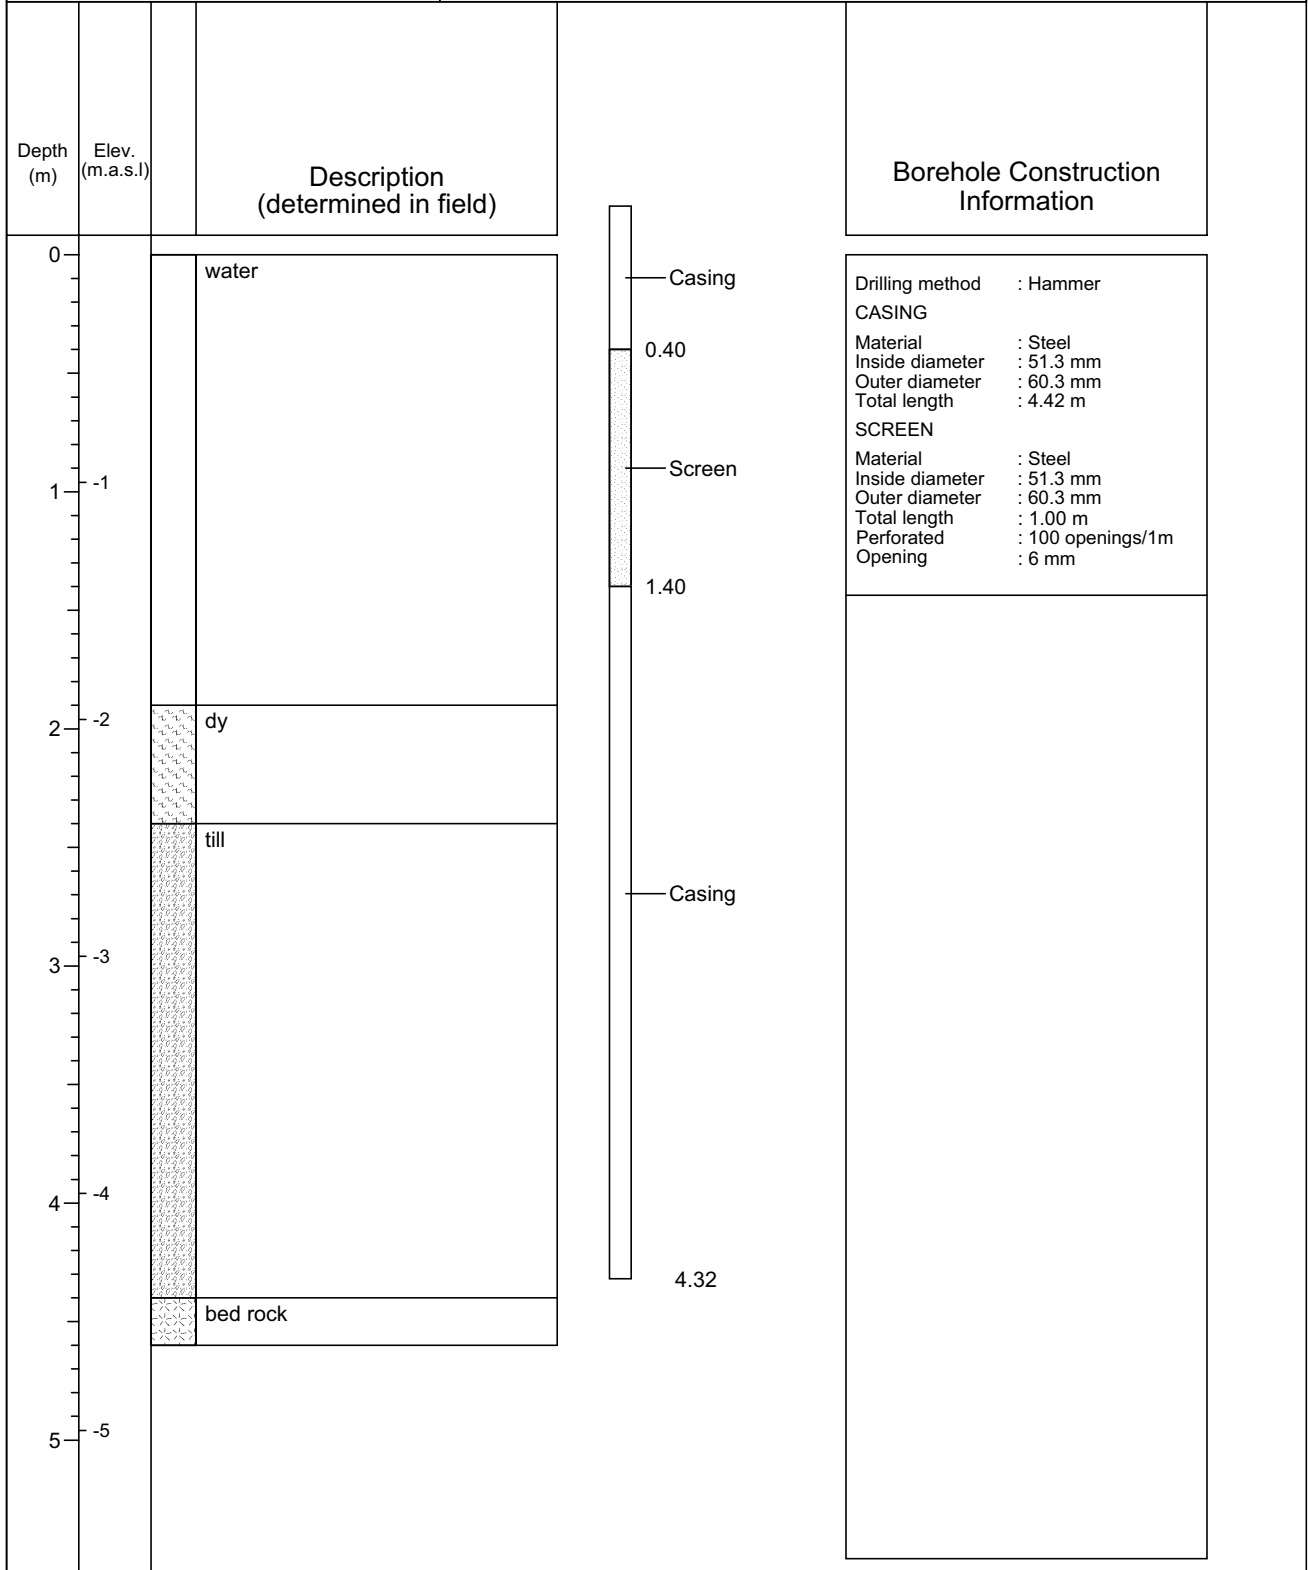 Depth
(m)
Elev.
(m.a.s.l)
Description
(determined in field)
Borehole Construction
Information
0
1
2
3
4
5
-1
-2
-3
-4
-5
water
dy
till
bed rock
Casing
0.40
Screen
1.40
Casing
4.32
Drilling method : Hammer
CASING
Material : Steel
Inside diameter : 51.3 mm
Outer diameter : 60.3 mm
Total length : 4.42 m
SCREEN
Material : Steel
Inside diameter : 51.3 mm
Outer diameter : 60.3 mm
Total length : 1.00 m
Perforated : 100 openings/1m
Opening : 6 mm